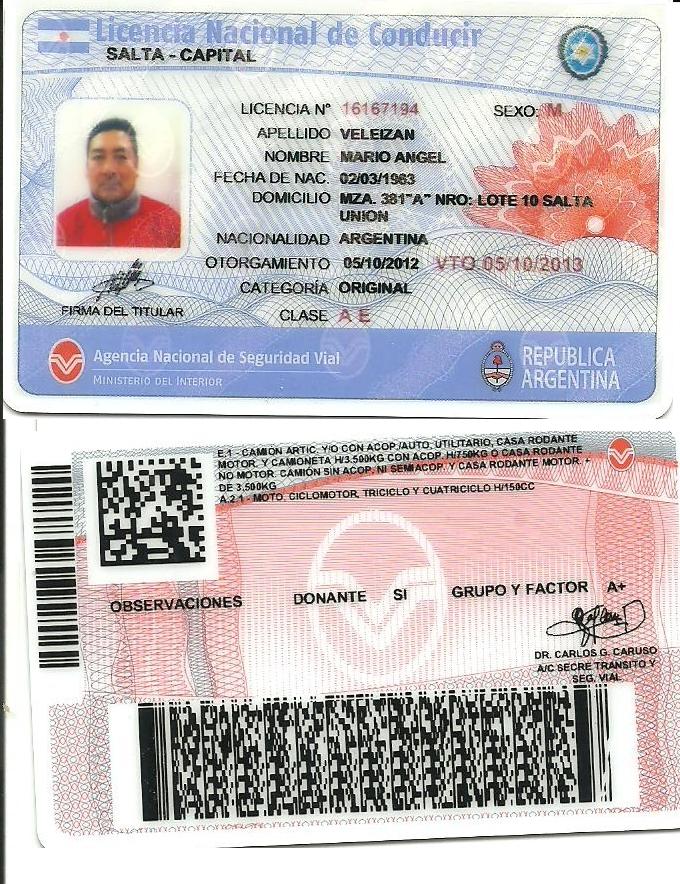 Licencia Nacional de Conducir
SALTA - CAPITAL
LICENCIA Nº 16167194 SEXO: M
APELLIDO VELEIZAN
NOMBRE MARIO ANGEL
FECHA DE NAC. 02/03/1963
DOMICILIO MZA. 381"A" NRO: LOTE 10 SALTA
UNION
NACIONALIDAD ARGENTINA
OTORGAMIENTO 05/10/2012 VTO 05/10/2013
CATEGORÍA ORIGINAL
FIRMA DEL TITULAR
CLASE A E
Agencia Nacional de Seguridad Vial
MINISTERIO DEL INTERIOR
REPUBLICA
ARGENTINA
E.1 - CAMION ARTIC. Y/O CON ACOP./AUTO, UTILITARIO, CASA RODANTE
MOTOR. Y CAMIONETA H/3.500KG CON ACOP. H/750KG O CASA RODANTE
NO MOTOR. CAMIÓN SIN ACOP. NI SEMIACOP. Y CASA RODANTE MOTOR. +
DE 3.500KG
A.2.1 - MOTO, CICLOMOTOR, TRICICLO Y CUATRICICLO H/150CC
OBSERVACIONES DONANTE SI GRUPO Y FACTOR A+
DR. CARLOS G. CARUSO
A/C SECRE TRANSITO Y
SEG. VIAL